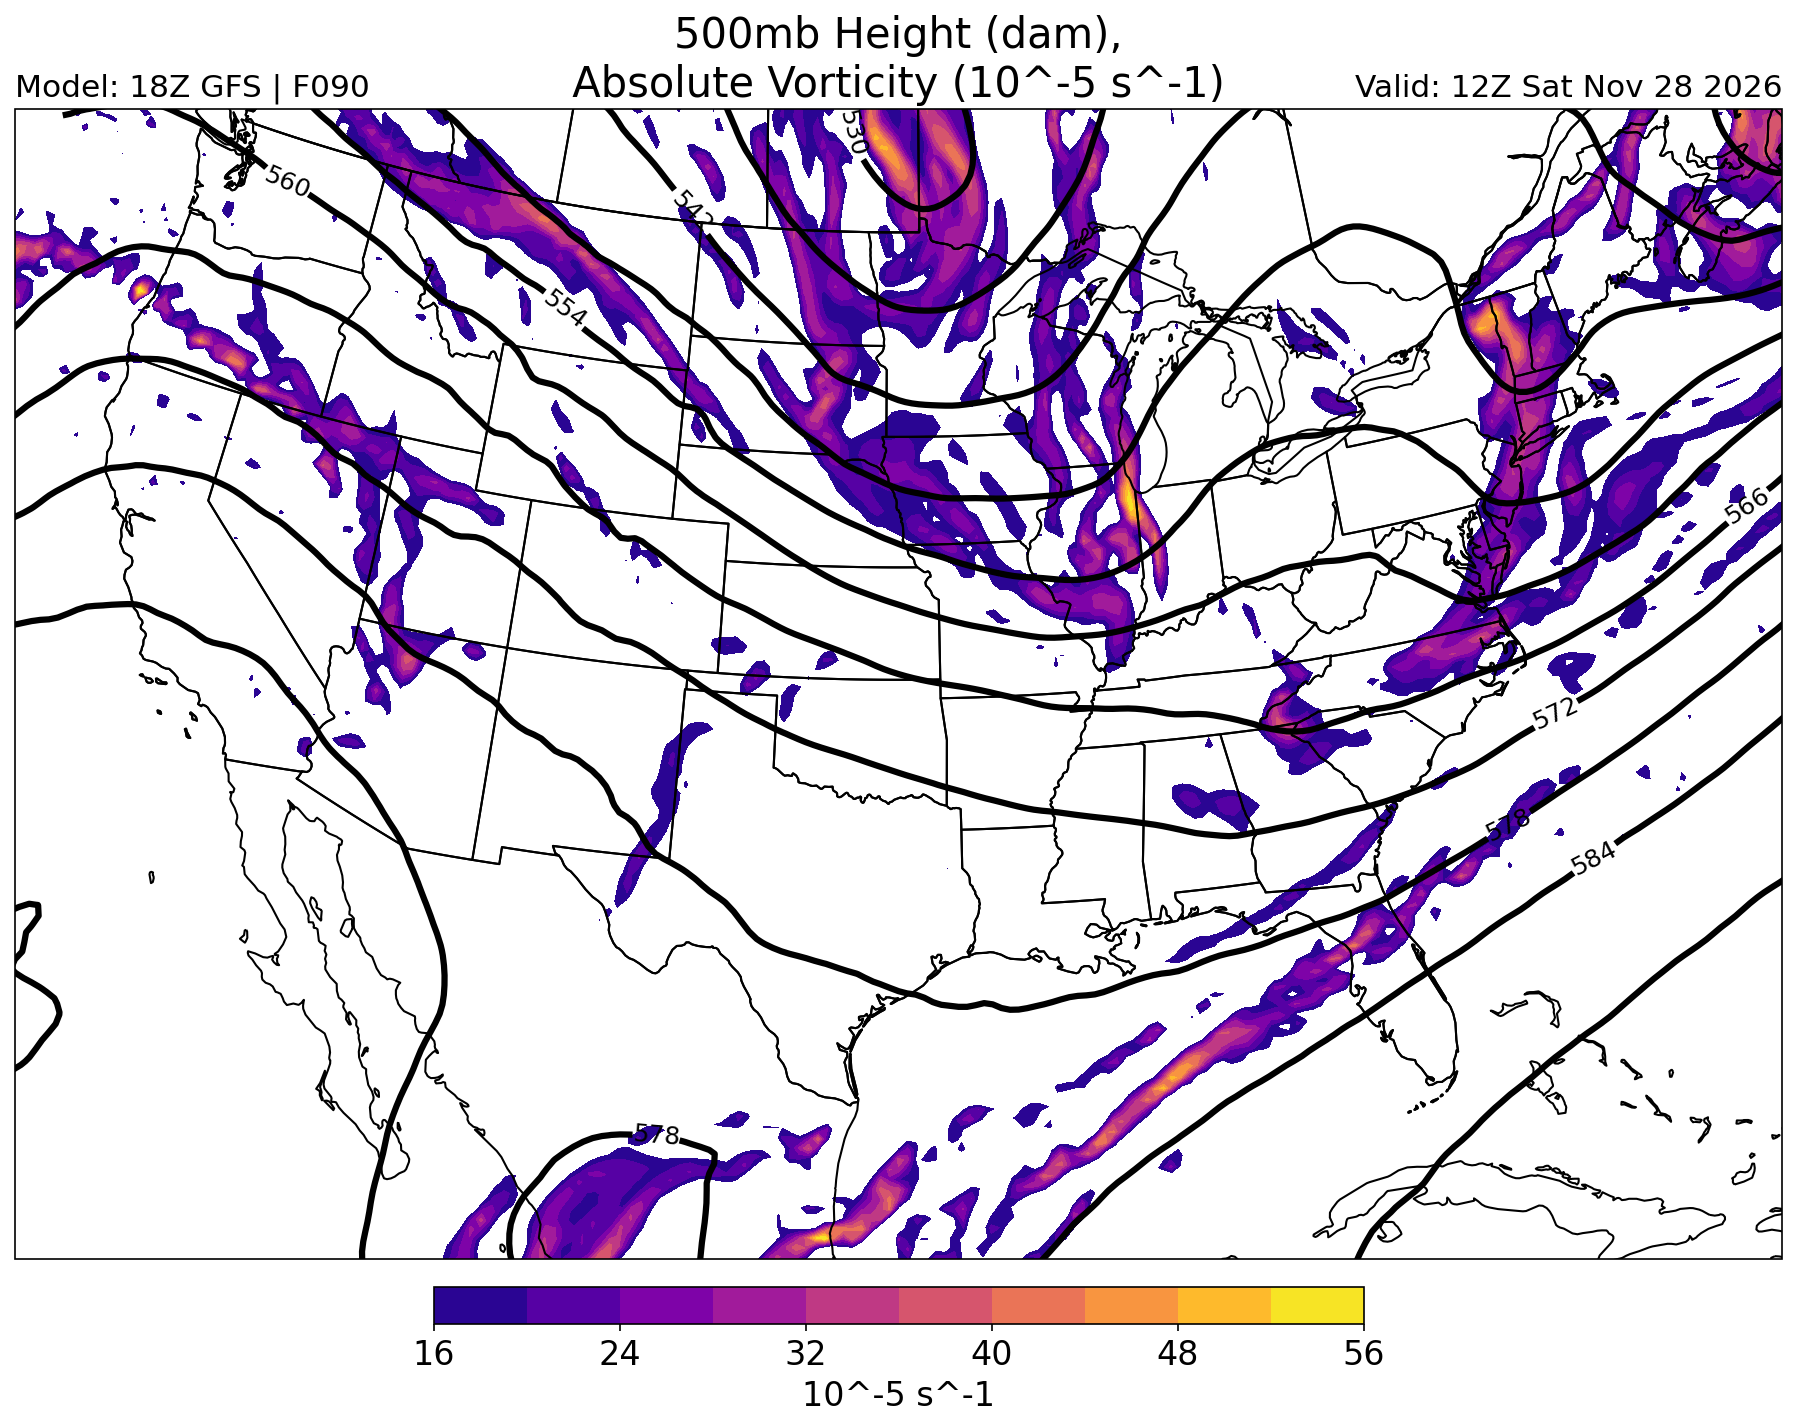 500mb Height (dam),
Absolute Vorticity (10^-5 s^-1)
Model: 18Z GFS | F090
Valid: 12Z Sat Nov 28 2026
530
560
542
554
566
572
578
584
578
16 24 32 40 48 56
10^-5 s^-1